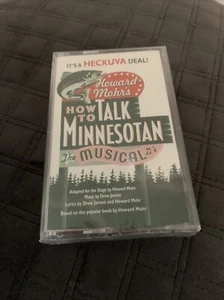 IT'S A HECKUVA DEAL!
Howard
Mohr's
HOW
TO
TALK
MINNESOTAN
The MUSICAL
Adapted for the Stage by Howard Mohr
Music by Drew Jansen
Lyrics by Drew Jansen and Howard Mohr
Based on the popular book by Howard Mohr